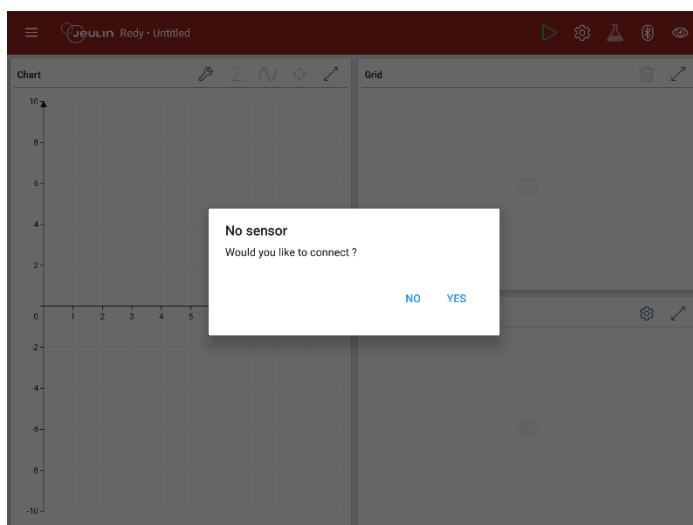 Jeulin Redy • Untitled
Chart
Grid
10
8
6
4
2
0 1 2 3 4 5
-2
-4
-6
-8
-10
No sensor
Would you like to connect ?
NO YES